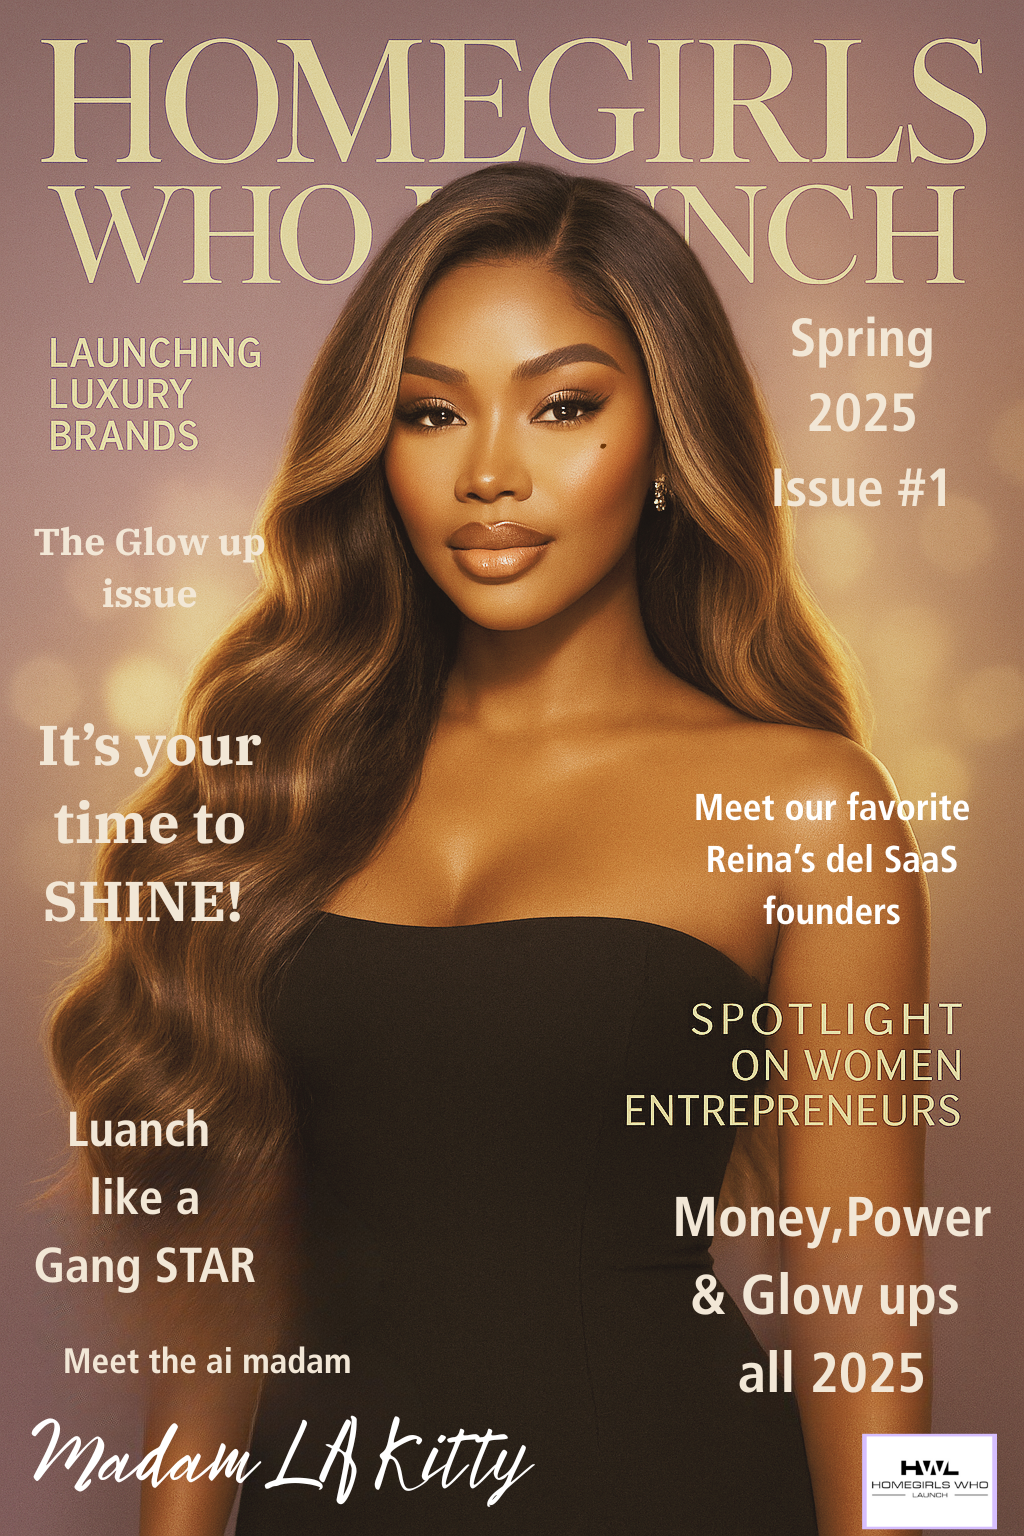 HOMEGIRLS
WHO L UNCH
LAUNCHING
LUXURY
BRANDS
Spring
2025
Issue #1
The Glow up
issue
It's your
time to
SHINE!
Meet our favorite
Reina's del SaaS
founders
SPOTLIGHT
ON WOMEN
ENTREPRENEURS
Luanch
like a
Gang STAR
Money,Power
& Glow ups
all 2025
Meet the ai madam
Madam LA Kitty
HWL
HOMEGIRLS WHO
LAUNCH